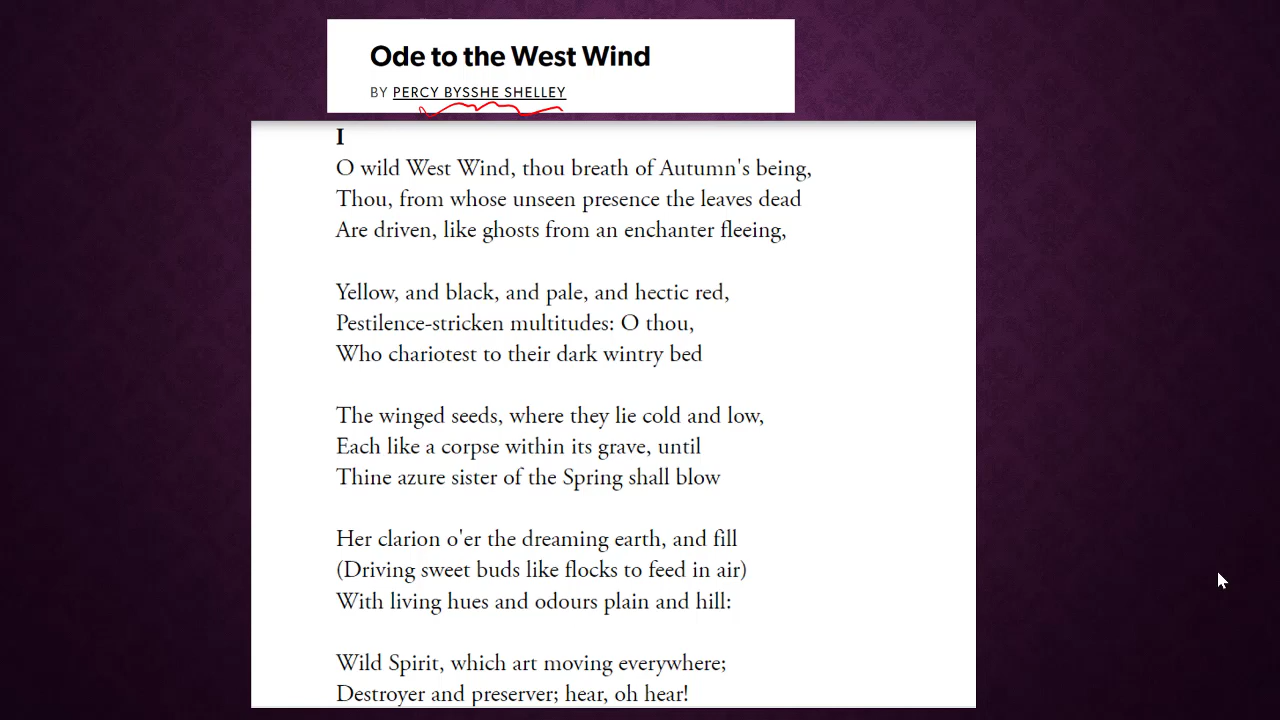 Ode to the West Wind
BY PERCY BYSSHE SHELLEY
I
O wild West Wind, thou breath of Autumn's being,
Thou, from whose unseen presence the leaves dead
Are driven, like ghosts from an enchanter fleeing,
Yellow, and black, and pale, and hectic red,
Pestilence-stricken multitudes: O thou,
Who chariotest to their dark wintry bed
The winged seeds, where they lie cold and low,
Each like a corpse within its grave, until
Thine azure sister of the Spring shall blow
Her clarion o'er the dreaming earth, and fill
(Driving sweet buds like flocks to feed in air)
With living hues and odours plain and hill:
Wild Spirit, which art moving everywhere;
Destroyer and preserver; hear, oh hear!